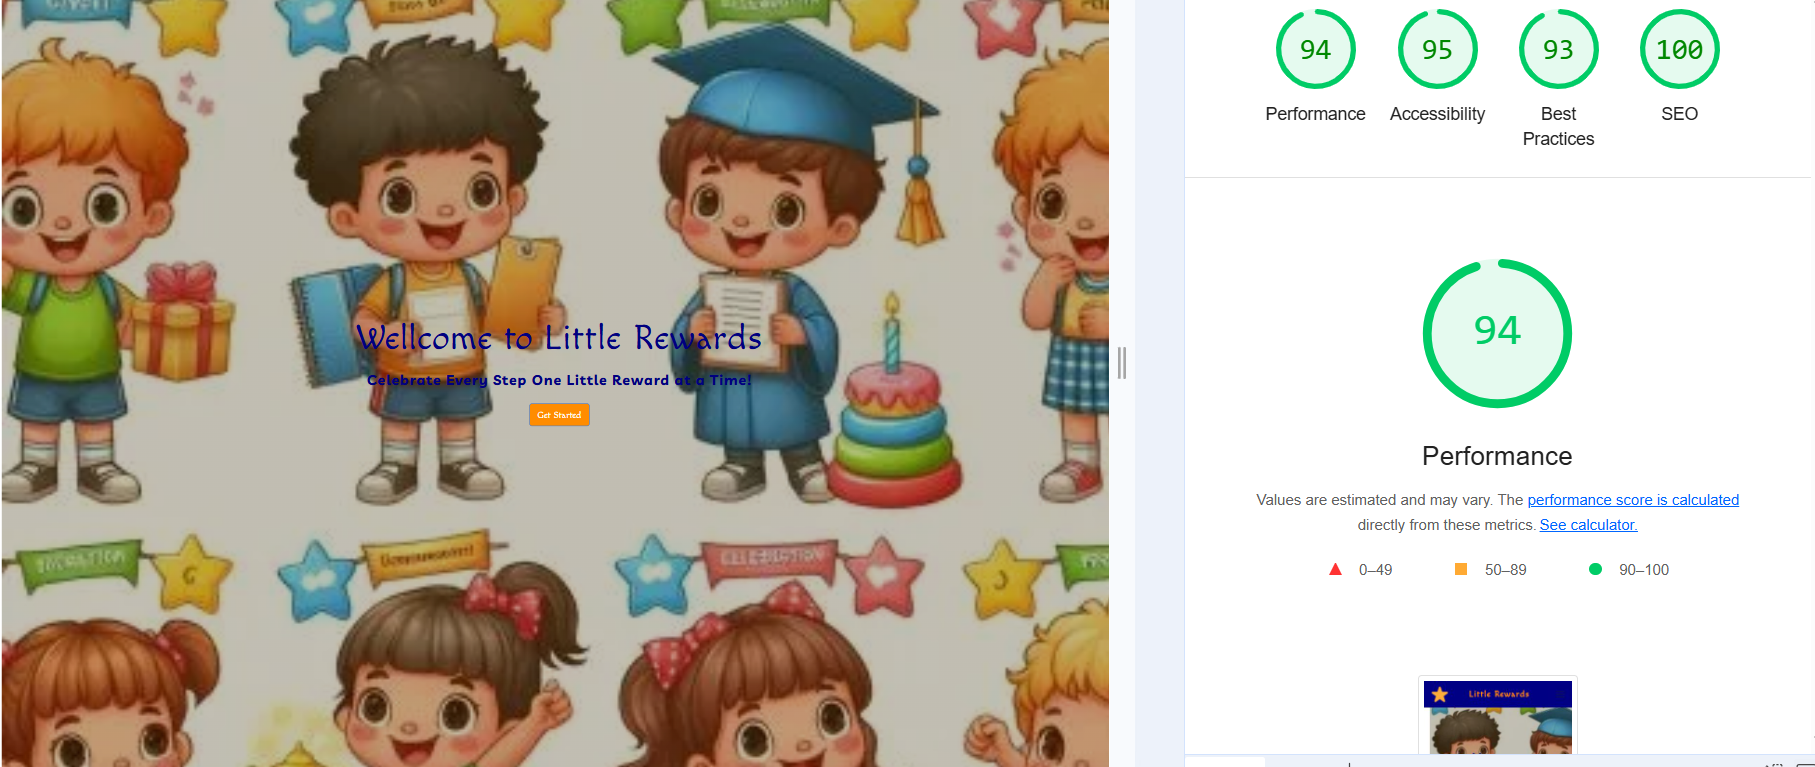 Wellcome to Little Rewards
Celebrate Every Step One Little Reward at a Time!
Get Started
CELEBRATION
94
95
93
100
Performance
Accessibility
Best
Practices
SEO
94
Performance
Values are estimated and may vary. The performance score is calculated
directly from these metrics. See calculator.
0–49
50–89
90–100
Little Rewards